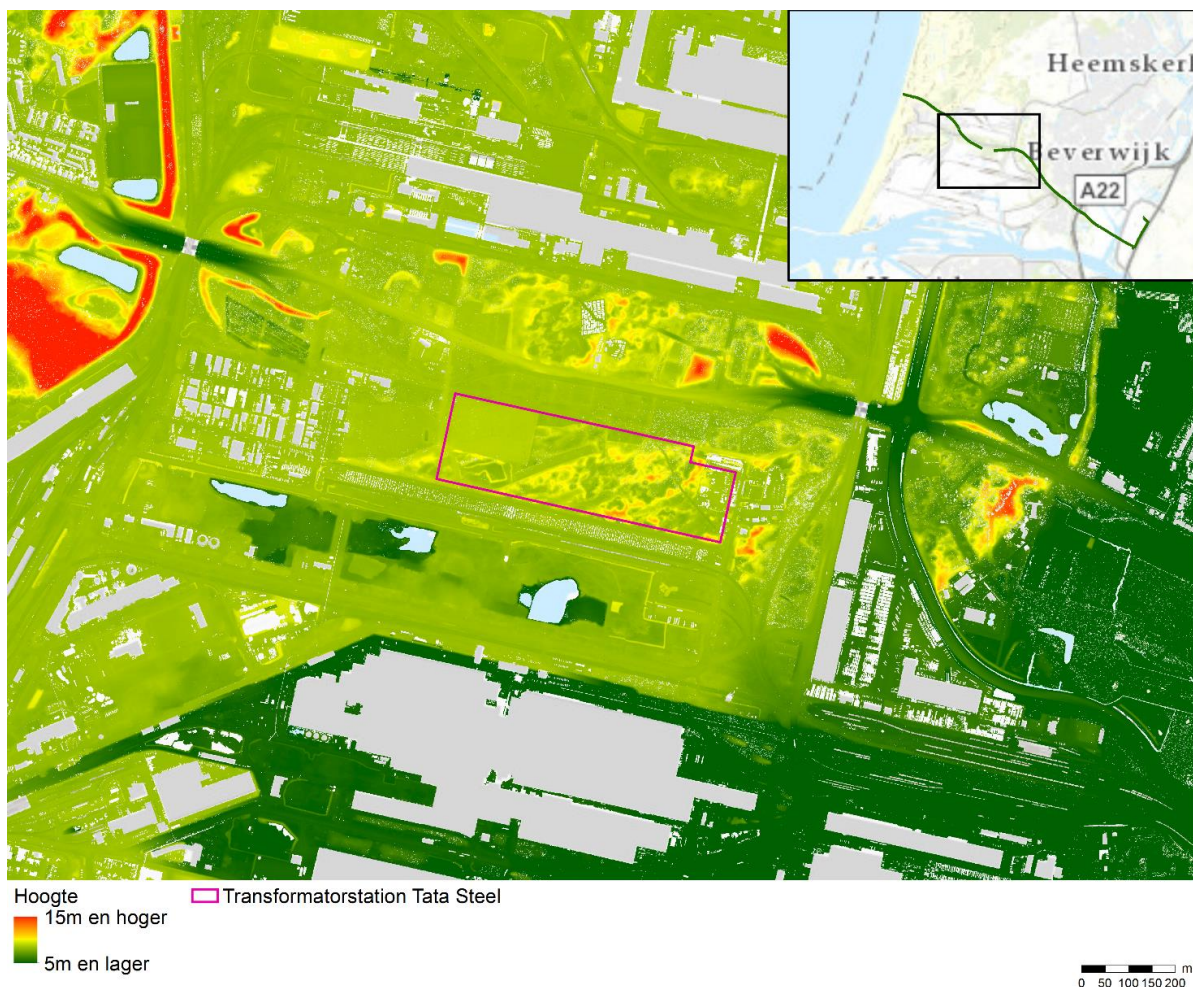 Heemskerk
Beverwijk
A22
Hoogte
15m en hoger
5m en lager
Transformatorstation Tata Steel
m
0 50 100 150 200